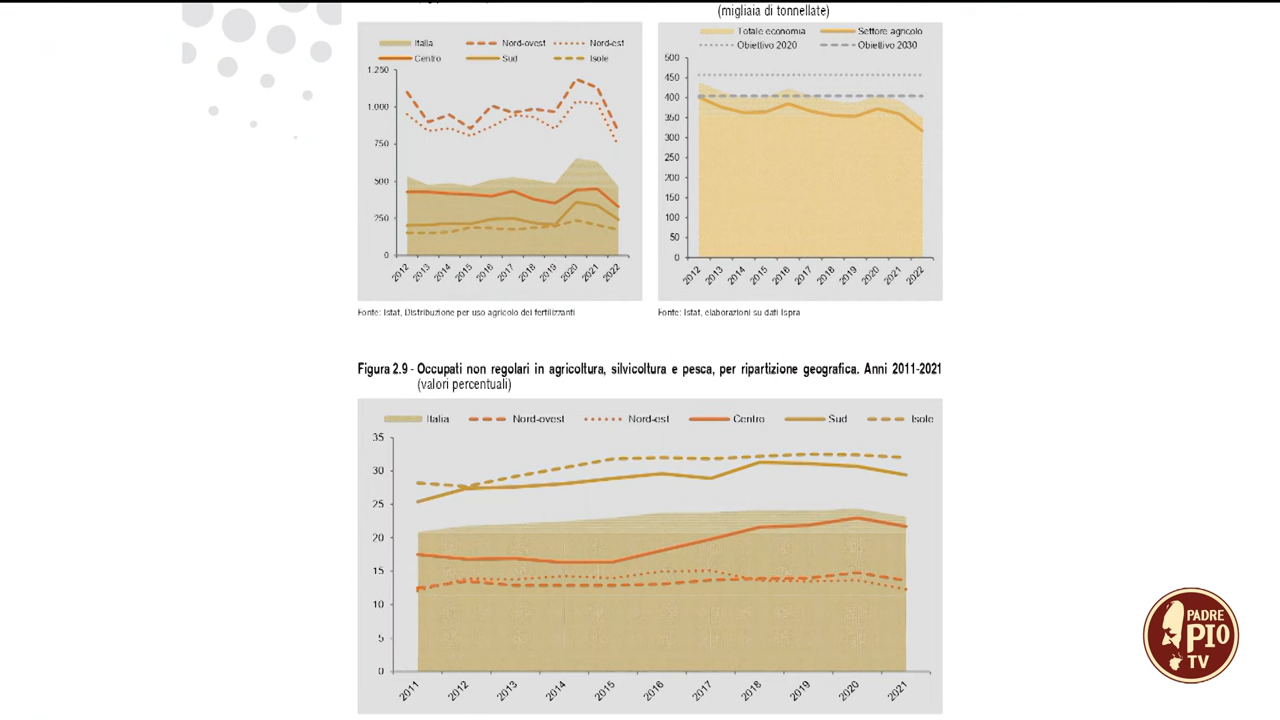 (migliaia di tonnellate)
Italia Nord-ovest Nord-est
Centro Sud Isole
1.250
1.000
750
500
250
0
2012 2013 2014 2015 2016 2017 2018 2019 2020 2021 2022
Fonte: Istat, Distribuzione per uso agricolo dei fertilizzanti
Totale economia Settore agricolo
Obiettivo 2020 Obiettivo 2030
500
450
400
350
300
250
200
150
100
50
0
2012 2013 2014 2015 2016 2017 2018 2019 2020 2021 2022
Fonte: Istat, elaborazioni su dati Ispra
Figura 2.9 - Occupati non regolari in agricoltura, silvicoltura e pesca, per ripartizione geografica. Anni 2011-2021
(valori percentuali)
Italia Nord-ovest Nord-est Centro Sud Isole
35
30
25
20
15
10
5
0
2011 2012 2013 2014 2015 2016 2017 2018 2019 2020 2021
PADRE
PIO
TV